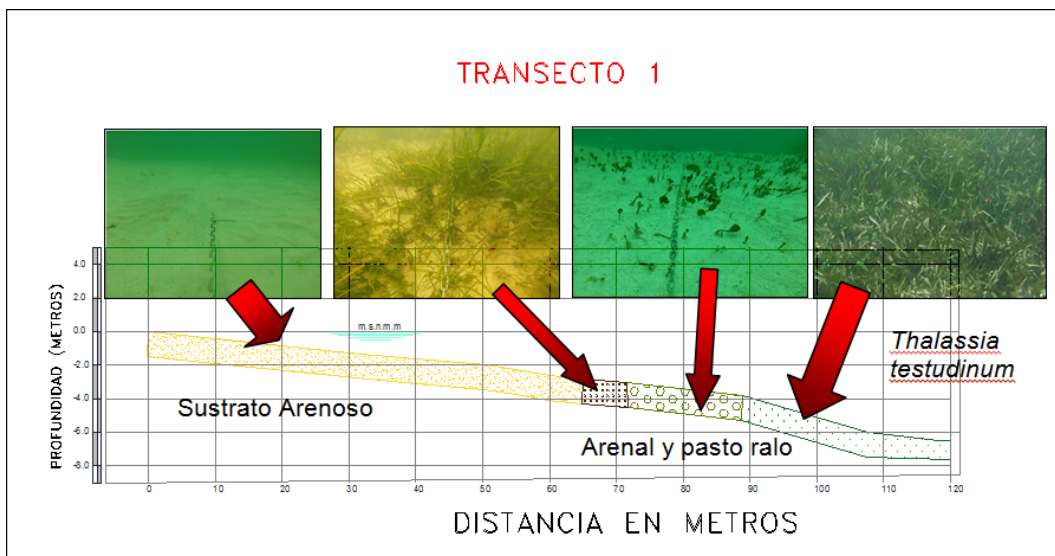 TRANSECTO 1
PROFUNDIDAD (METROS)
4.0
2.0
0.0
-2.0
-4.0
-6.0
-8.0
m.s.n.m.m
Sustrato Arenoso
Arenal y pasto ralo
Thalassia
testudinum
0 10 20 30 40 50 60 70 80 90 100 110 120
DISTANCIA EN METROS